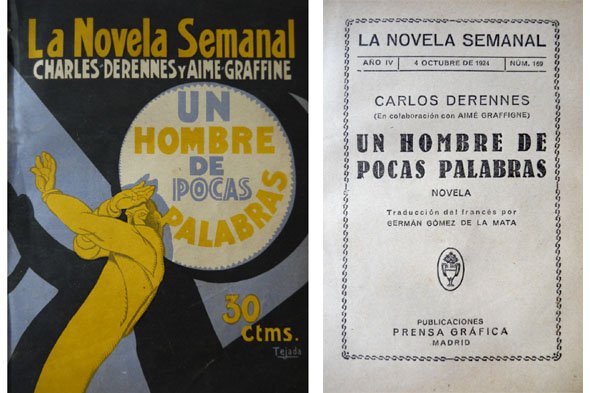 La Novela Semanal
CHARLES-DERENNES Y AIME-GRAFFINE
UN
HOMBRE
DE
POCAS
PALABRAS
30
Ctms.
Tejada
LA NOVELA SEMANAL
AÑO IV 4 OCTUBRE DE 1924 NÚM. 169
CARLOS DERENNES
(En colaboración con AIMÉ GRAFFIGNE)
UN HOMBRE DE
POCAS PALABRAS
NOVELA
Traducción del francés por
GERMÁN GÓMEZ DE LA MATA
PUBLICACIONES
PRENSA GRÁFICA
MADRID